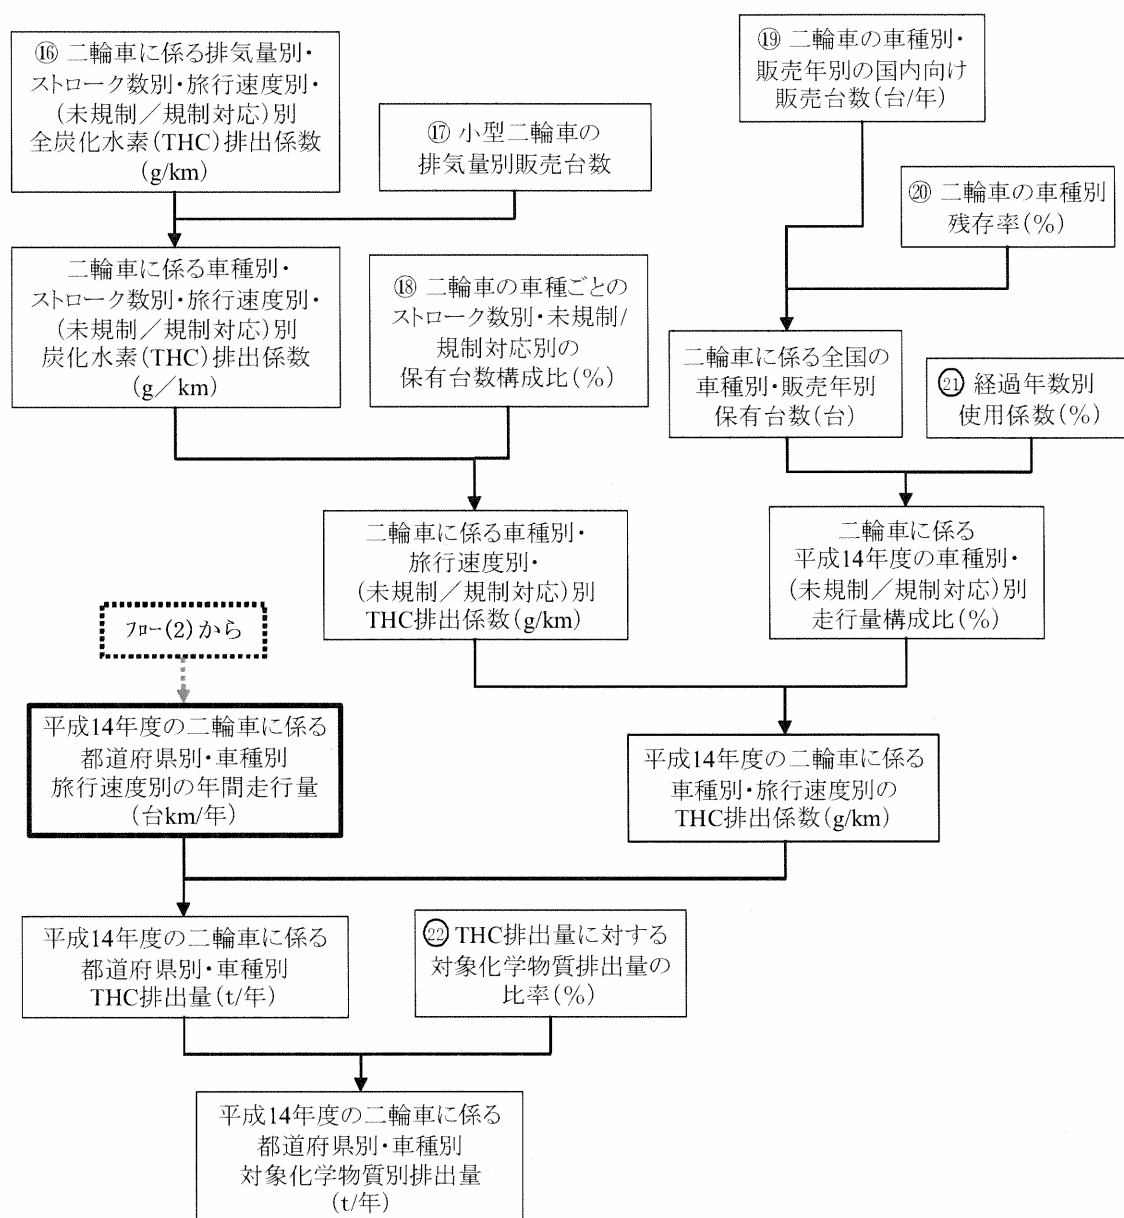 ⑯ 二輪車に係る排気量別・
ストローク数別・旅行速度別・
(未規制／規制対応)別
全炭化水素(THC)排出係数
(g/km)
⑰ 小型二輪車の
排気量別販売台数
⑲ 二輪車の車種別・
販売年別の国内向け
販売台数(台/年)
⑳ 二輪車の車種別
残存率(%)
二輪車に係る車種別・
ストローク数別・旅行速度別・
(未規制／規制対応)別
炭化水素(THC)排出係数
(g／km)
⑱ 二輪車の車種ごとの
ストローク数別・未規制/
規制対応別の
保有台数構成比(%)
二輪車に係る全国の
車種別・販売年別
保有台数(台)
㉑ 経過年数別
使用係数(%)
二輪車に係る車種別・
旅行速度別・
(未規制／規制対応)別
THC排出係数(g/km)
二輪車に係る
平成14年度の車種別・
(未規制／規制対応)別
走行量構成比(%)
ﾌﾛｰ(2)から
平成14年度の二輪車に係る
都道府県別・車種別
旅行速度別の年間走行量
(台km/年)
平成14年度の二輪車に係る
車種別・旅行速度別の
THC排出係数(g/km)
平成14年度の二輪車に係る
都道府県別・車種別
THC排出量(t/年)
㉒ THC排出量に対する
対象化学物質排出量の
比率(%)
平成14年度の二輪車に係る
都道府県別・車種別
対象化学物質別排出量
(t/年)